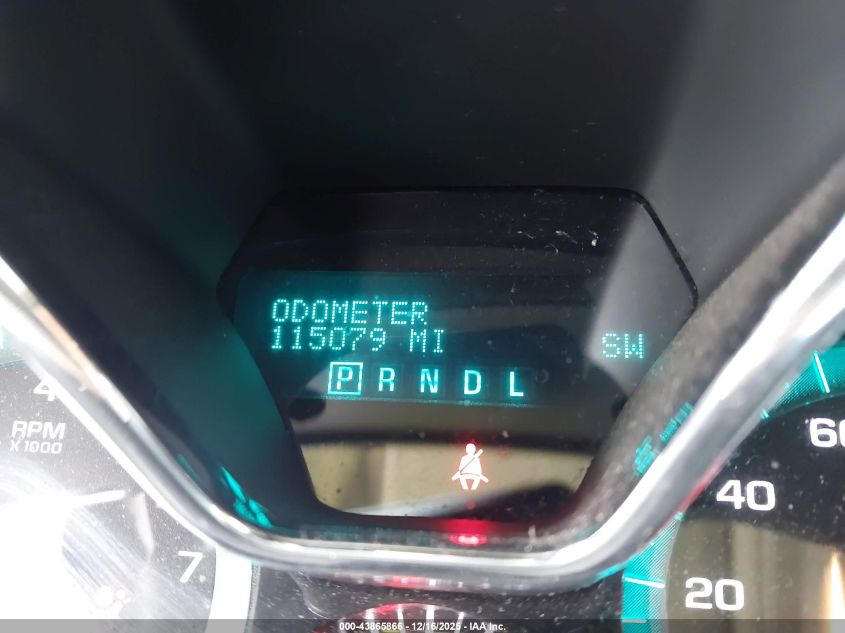 ODOMETER
115079 MI SW
P R N D L
4
RPM
X 1000
7
60
40
20
000-43865866 - 12/16/2025 - IAA Inc.